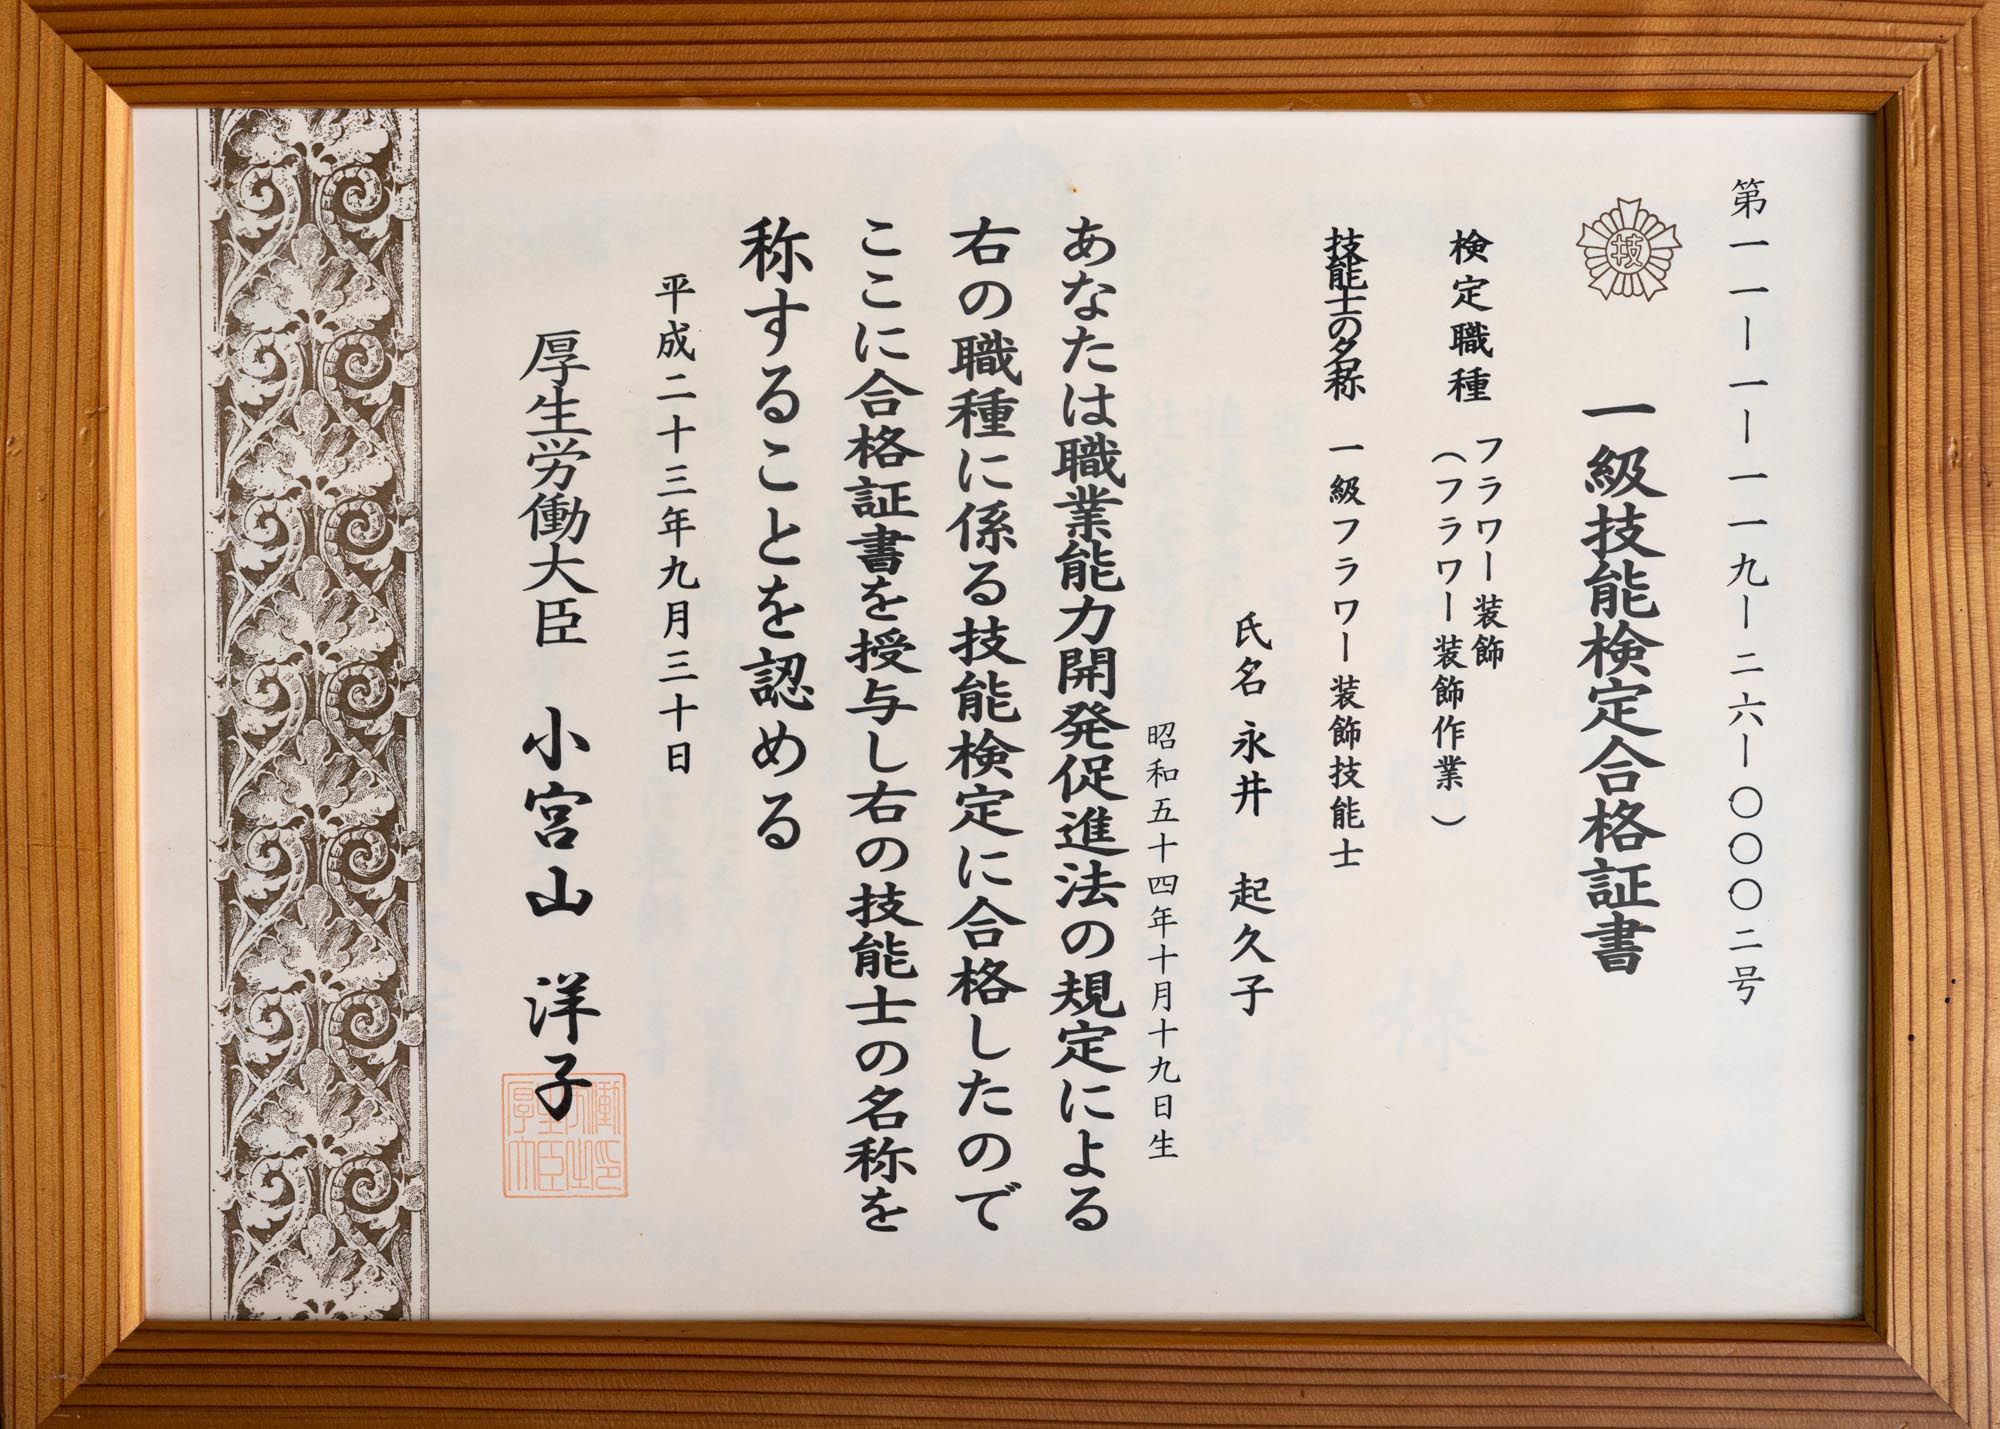 第一一一ー一ー一一九ー二六ー〇〇〇二号
技
一級技能検定合格証書
検定職種
フラワー装飾
(フラワー装飾作業)
技能士の名称 一級フラワー装飾技能士
氏名 永井 起久子
昭和五十四年十月十九日生
あなたは職業能力開発促進法の規定による
右の職種に係る技能検定に合格したので
ここに合格証書を授与し右の技能士の名称を
称することを認める
平成二十三年九月三十日
厚生労働大臣 小宮山 洋子